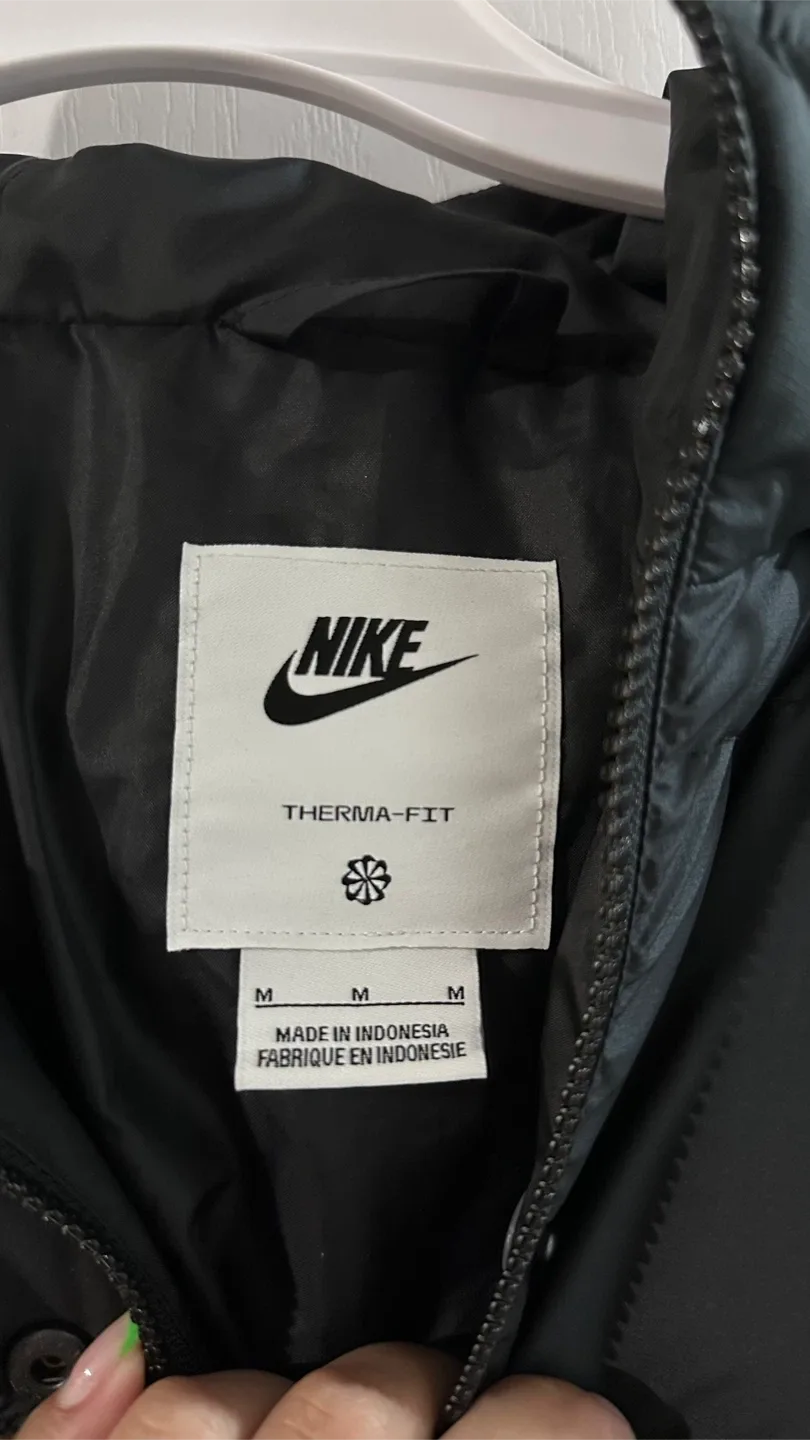 NIKE
THERMA-FIT
M M M
MADE IN INDONESIA
FABRIQUE EN INDONESIE